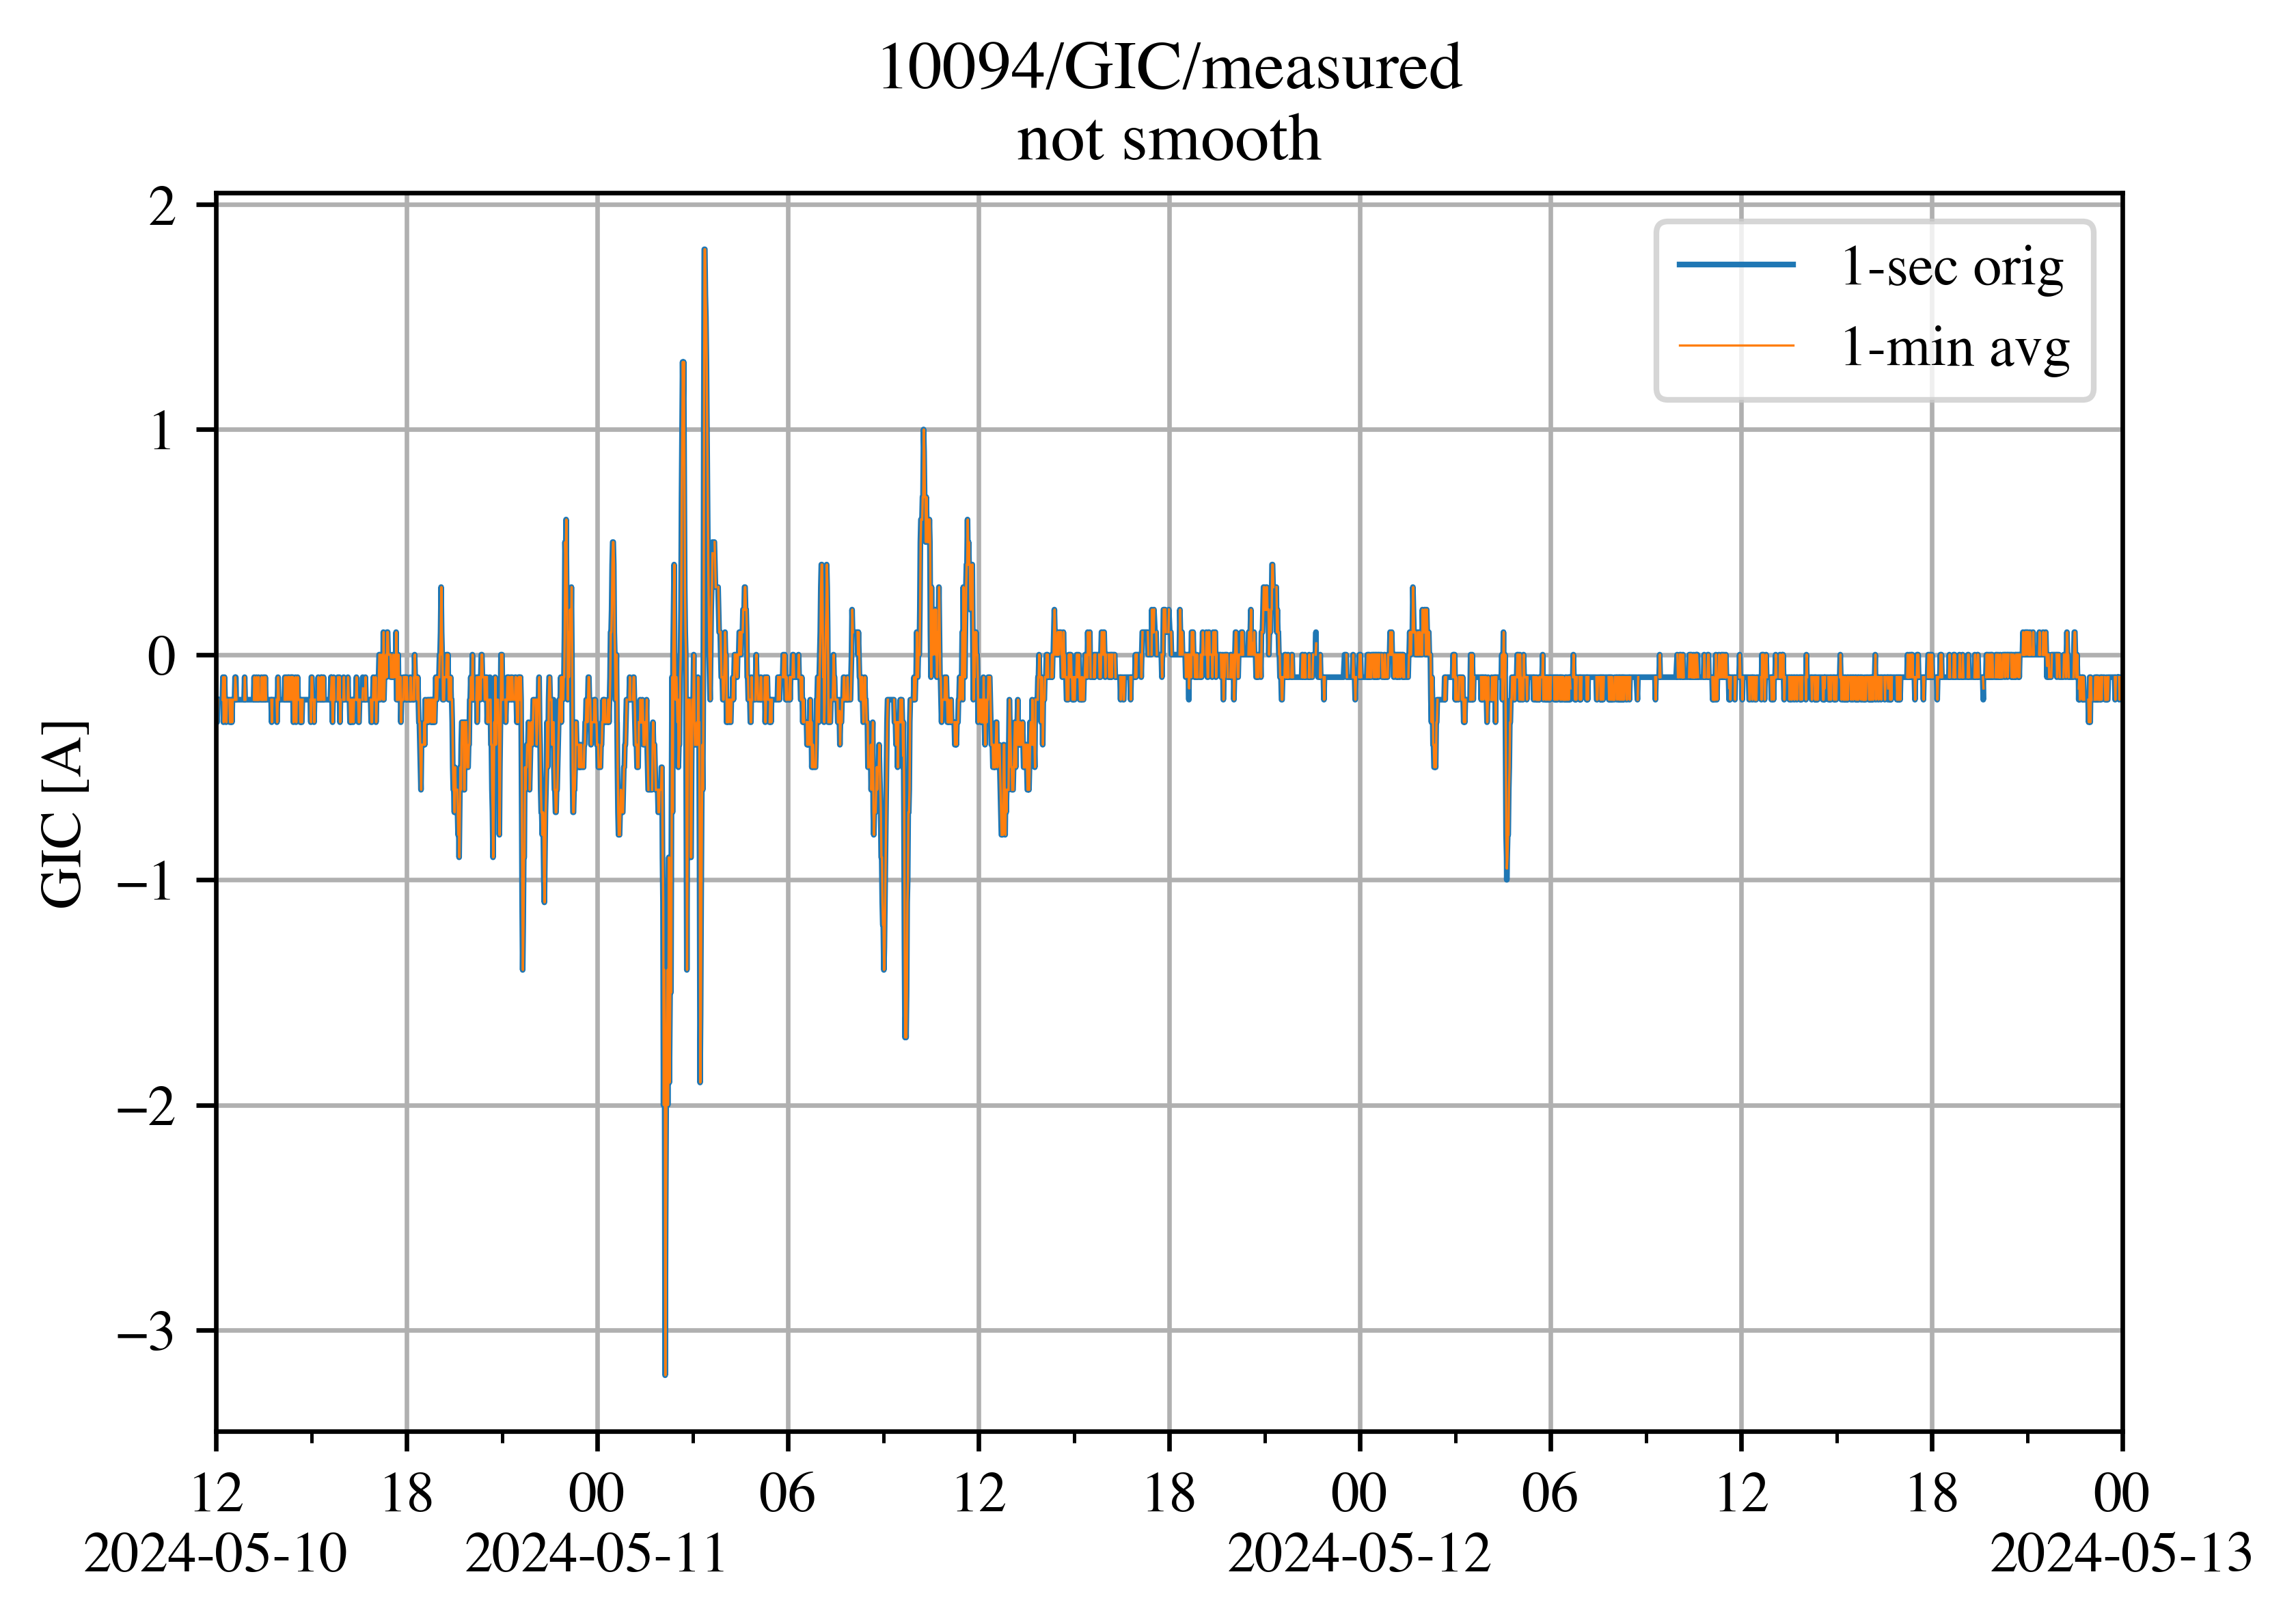 10094/GIC/measured
not smooth
2
1
0
−1
−2
−3
GIC [A]
1-sec orig
1-min avg
12 18 00 06 12 18 00 06 12 18 00
2024-05-10 2024-05-11 2024-05-12 2024-05-13